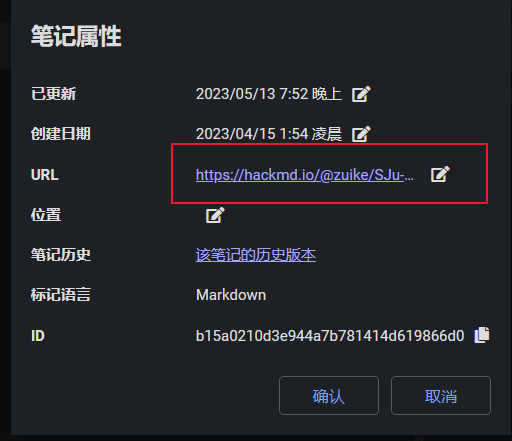 笔记属性
已更新 2023/05/13 7:52 晚上
创建日期 2023/04/15 1:54 凌晨
URL https://hackmd.io/@zuike/SJu-...
位置
笔记历史 该笔记的历史版本
标记语言 Markdown
ID b15a0210d3e944a7b781414d619866d0
确认 取消